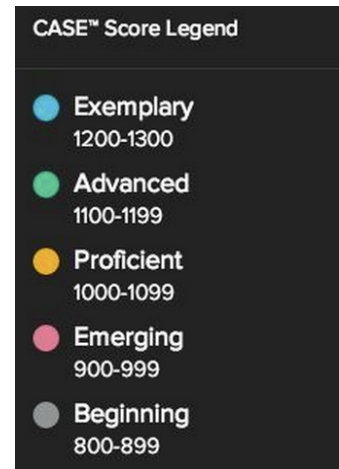 CASE™ Score Legend
Exemplary
1200-1300
Advanced
1100-1199
Proficient
1000-1099
Emerging
900-999
Beginning
800-899